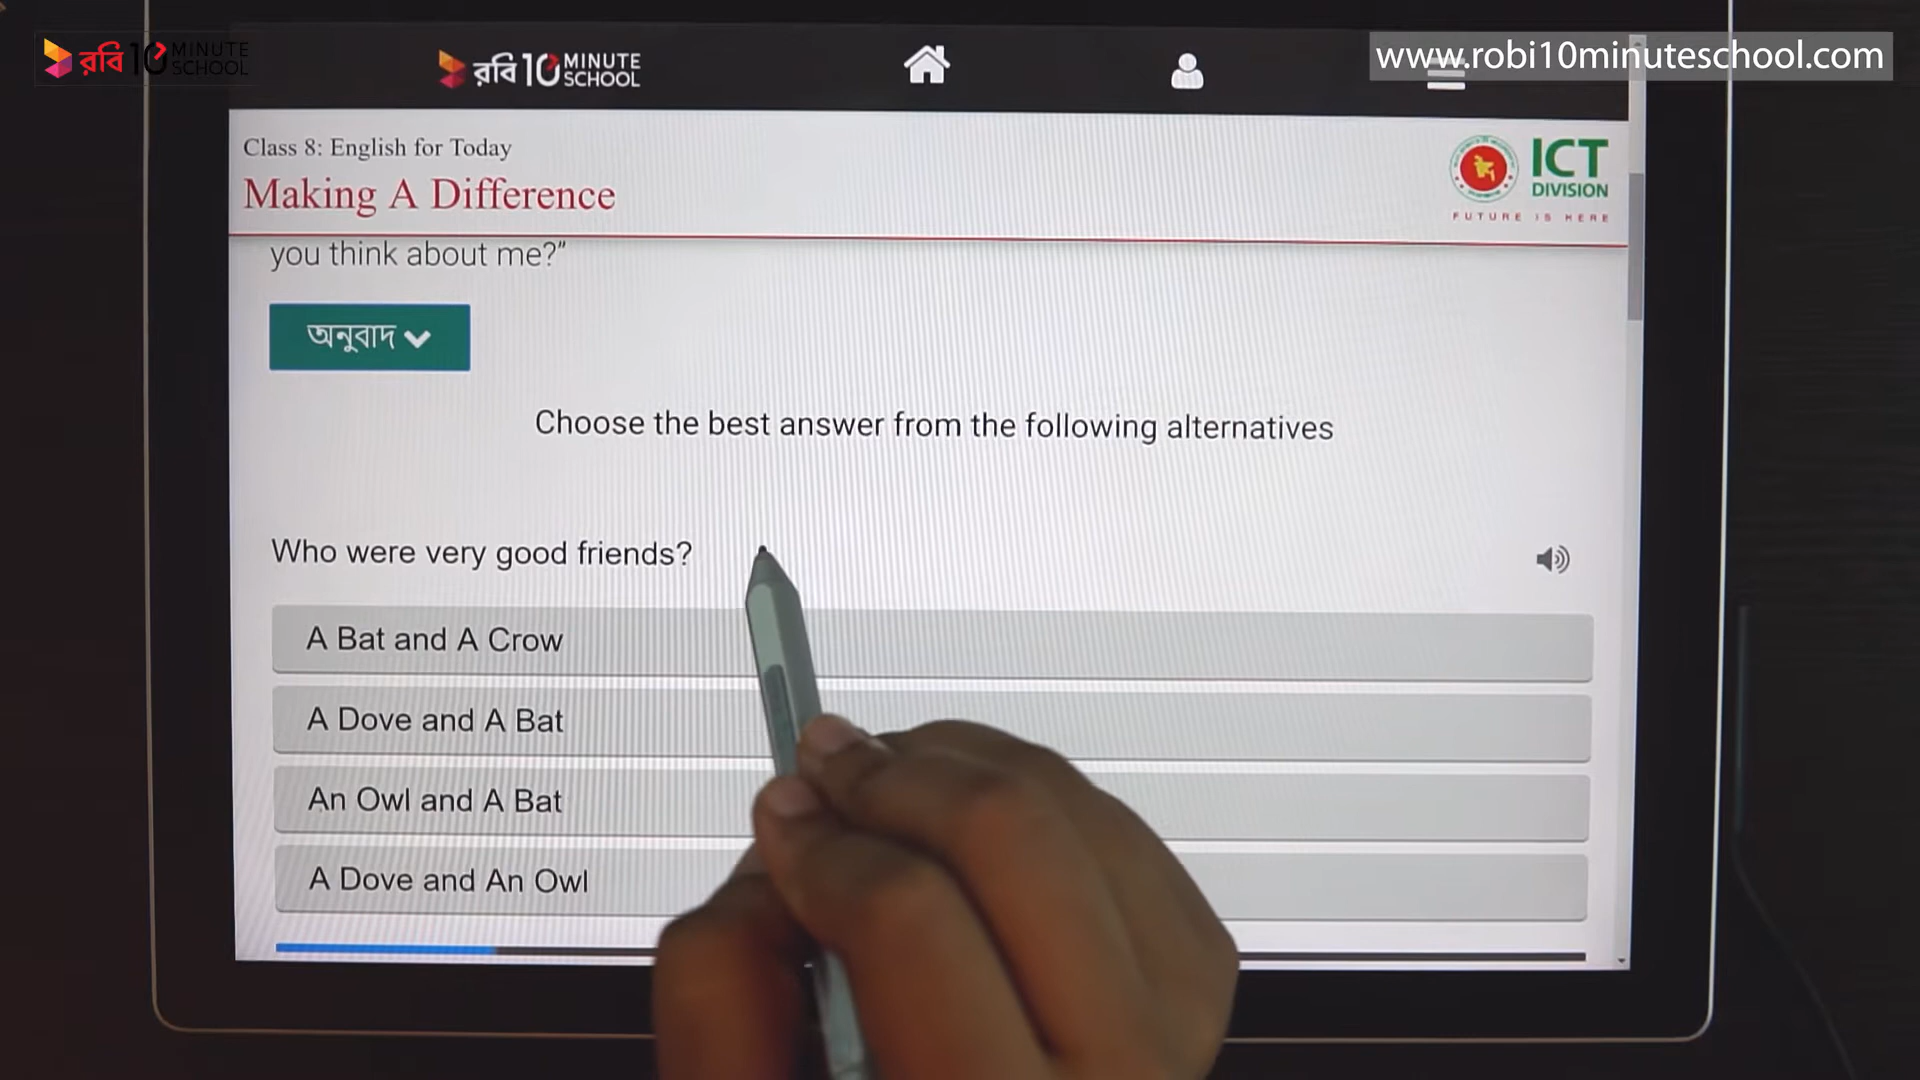 রবি 10 MINUTE SCHOOL
রবি 10 MINUTE SCHOOL
www.robi10minuteschool.com
Class 8: English for Today
Making A Difference
ICT
DIVISION
FUTURE IS HERE
you think about me?”
অনুবাদ
Choose the best answer from the following alternatives
Who were very good friends?
A Bat and A Crow
A Dove and A Bat
An Owl and A Bat
A Dove and An Owl